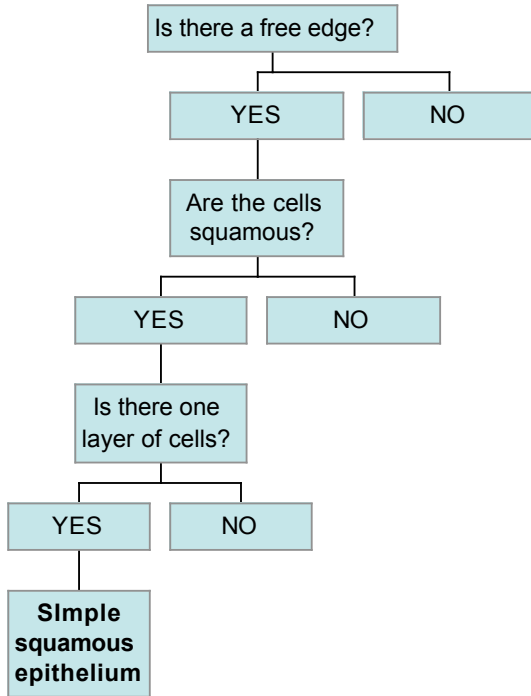 Is there a free edge?
YES
NO
Are the cells
squamous?
YES
NO
Is there one
layer of cells?
YES
NO
SImple
squamous
epithelium